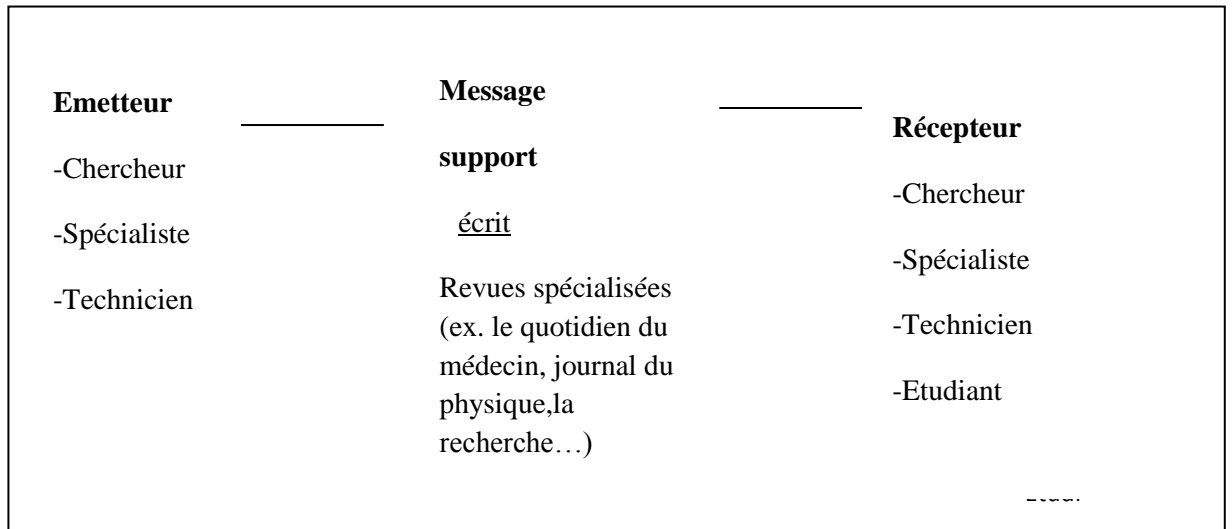 Emetteur
-Chercheur
-Spécialiste
-Technicien
Message
support
écrit
Revues spécialisées
(ex. le quotidien du
médecin, journal du
physique,la
recherche…)
Récepteur
-Chercheur
-Spécialiste
-Technicien
-Etudiant